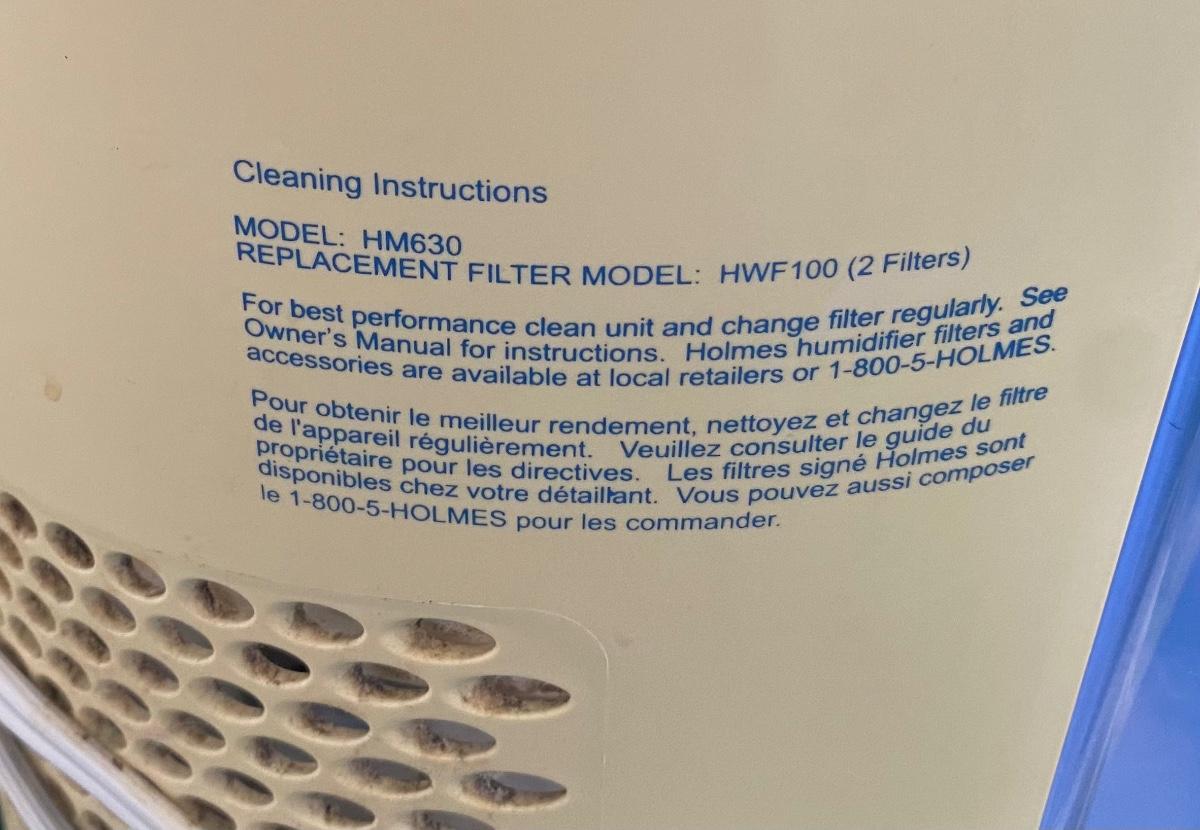 Cleaning Instructions
MODEL: HM630
REPLACEMENT FILTER MODEL: HWF100 (2 Filters)
For best performance clean unit and change filter regularly. See
Owner's Manual for instructions. Holmes humidifier filters and
accessories are available at local retailers or 1-800-5-HOLMES.
Pour obtenir le meilleur rendement, nettoyez et changez le filtre
de l'appareil régulièrement. Veuillez consulter le guide du
propriétaire pour les directives. Les filtres signé Holmes sont
disponibles chez votre détaillant. Vous pouvez aussi composer
le 1-800-5-HOLMES pour les commander.